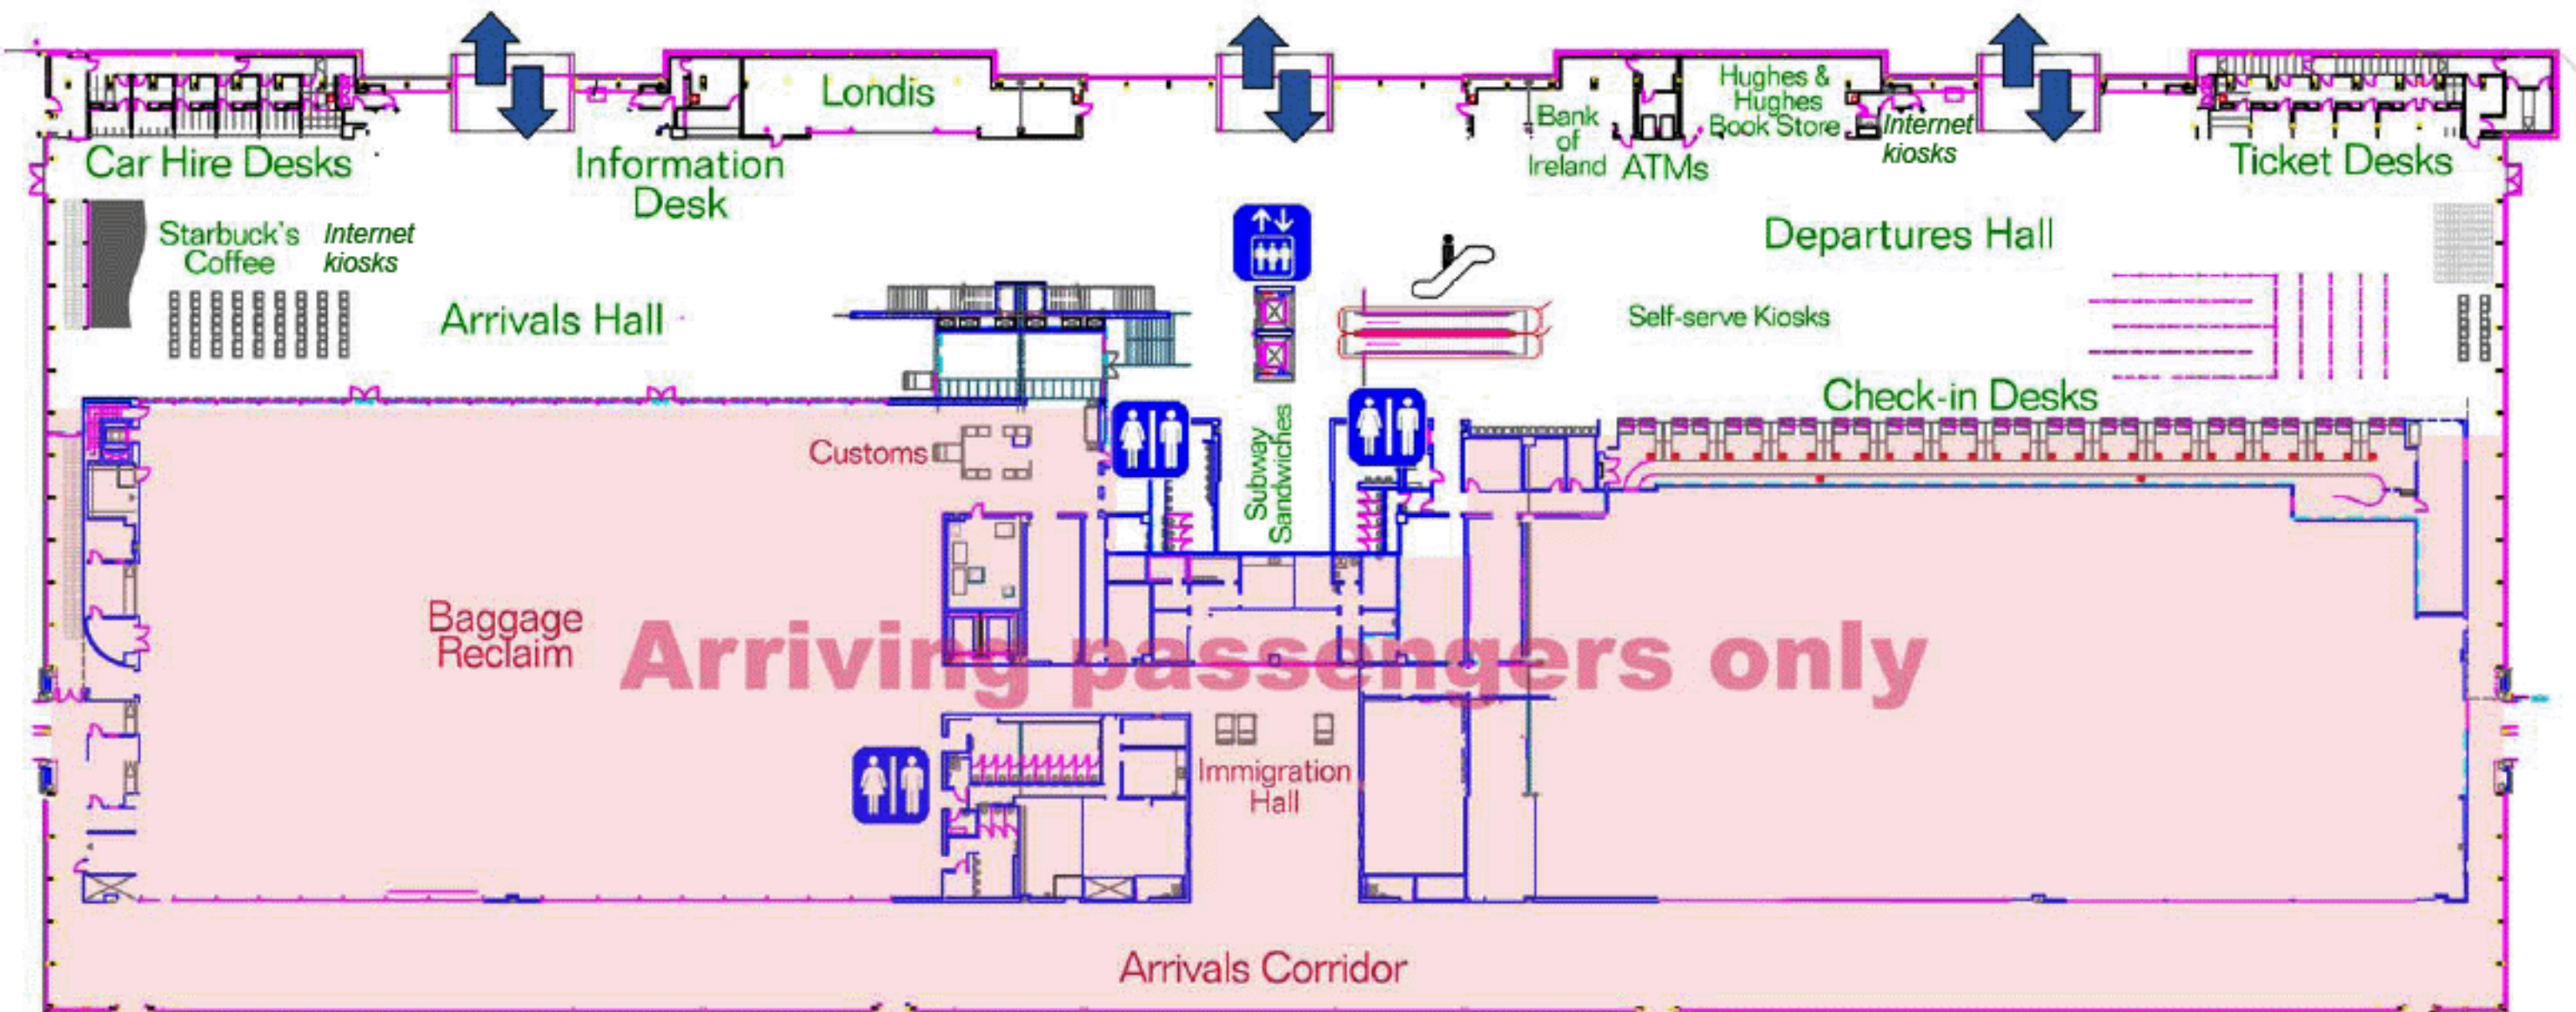 Londis
Hughes &
Hughes
Book Store
Bank
of
Ireland
ATMs
Internet
kiosks
Car Hire Desks
Information
Desk
Ticket Desks
Starbuck's
Coffee
Internet
kiosks
Departures Hall
Arrivals Hall
Self-serve Kiosks
Check-in Desks
Customs
Subway
Sandwiches
Baggage
Reclaim
Arriving passengers only
Immigration
Hall
Arrivals Corridor